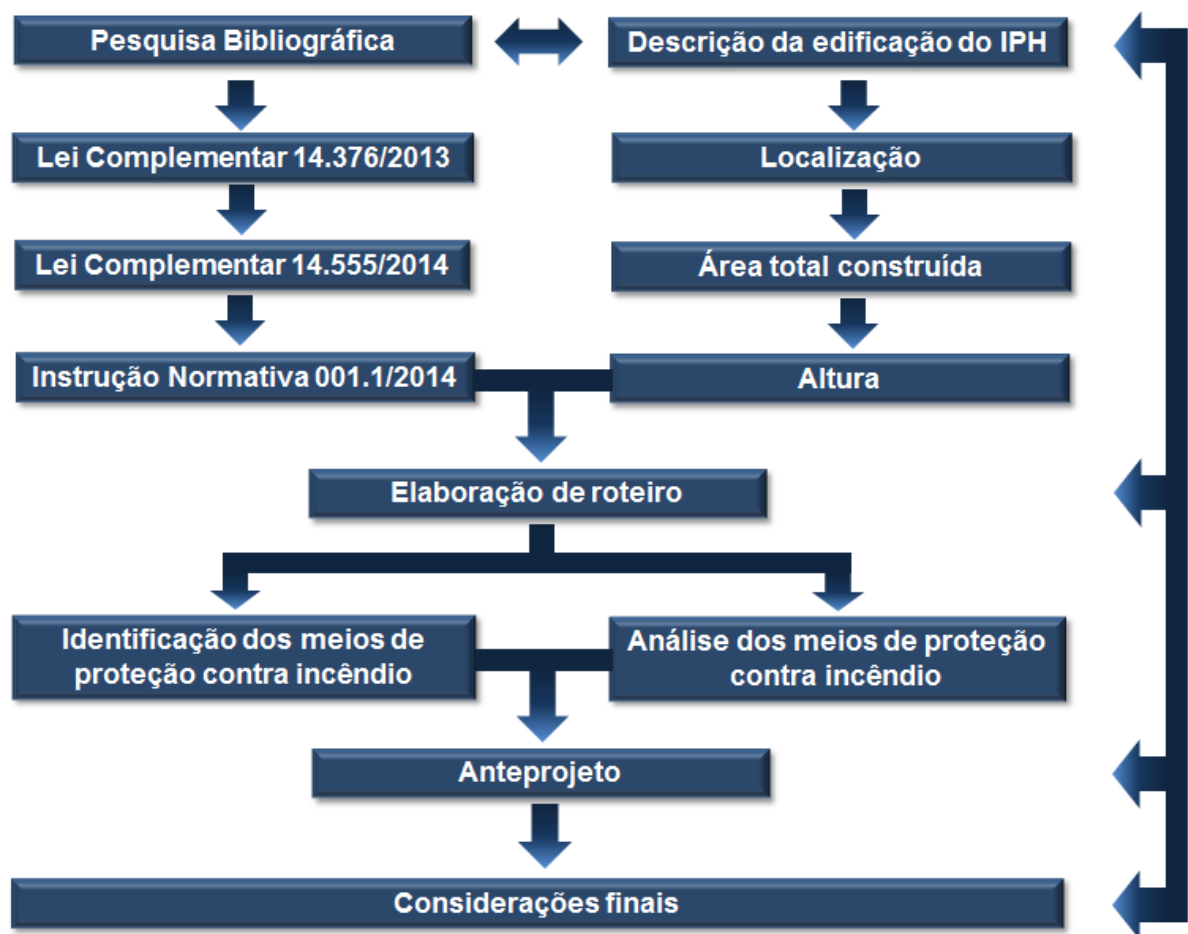 Pesquisa Bibliográfica
Descrição da edificação do IPH
Lei Complementar 14.376/2013
Localização
Lei Complementar 14.555/2014
Área total construída
Instrução Normativa 001.1/2014
Altura
Elaboração de roteiro
Identificação dos meios de
proteção contra incêndio
Análise dos meios de proteção
contra incêndio
Anteprojeto
Considerações finais